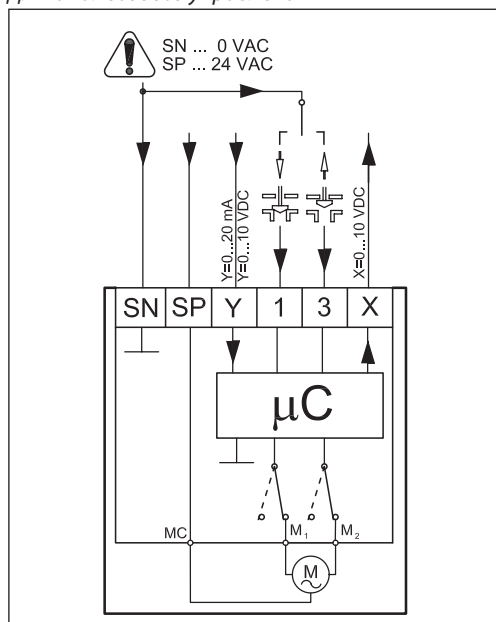 SN ... 0 VAC
SP ... 24 VAC
Y=0...20 mA
Y=0...10 VDC
X=0...10 VDC
SN SP Y 1 3 X
µC
MC M₁ M₂
M